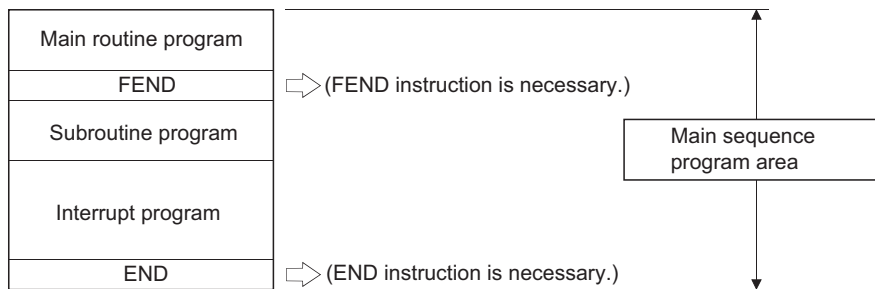 Main routine program
FEND
(FEND instruction is necessary.)
Subroutine program
Main sequence
program area
Interrupt program
END
(END instruction is necessary.)